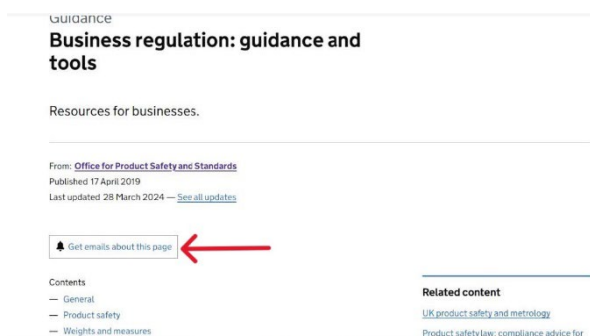 Guidance
Business regulation: guidance and
tools
Resources for businesses.
From: Office for Product Safety and Standards
Published 17 April 2019
Last updated 28 March 2024 — See all updates
Get emails about this page
Contents
— General
— Product safety
— Weights and measures
Related content
UK product safety and metrology
Product safety law: compliance advice for